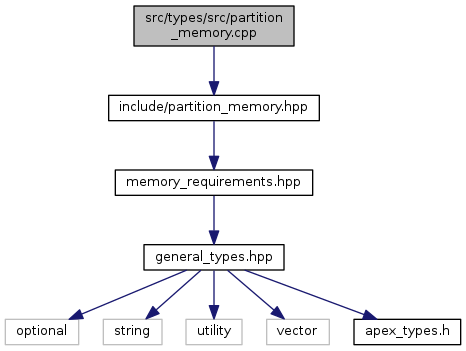 src/types/src/partition
_memory.cpp
include/partition_memory.hpp
memory_requirements.hpp
general_types.hpp
optional
string
utility
vector
apex_types.h